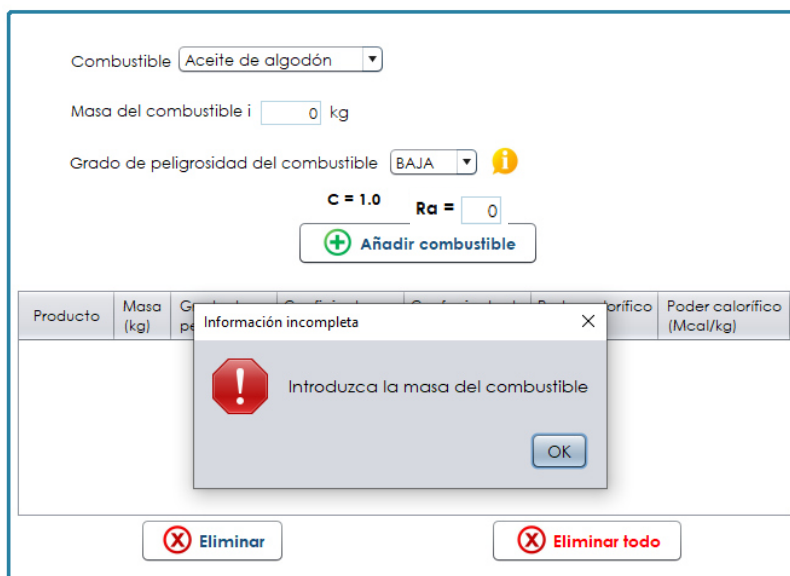 Combustible Aceite de algodón
Masa del combustible i 0 kg
Grado de peligrosidad del combustible BAJA
C = 1.0 Ra = 0
Añadir combustible
Producto Masa (kg) Poder calorífico (Mcal/kg)
Información incompleta
Introduzca la masa del combustible
OK
Eliminar Eliminar todo